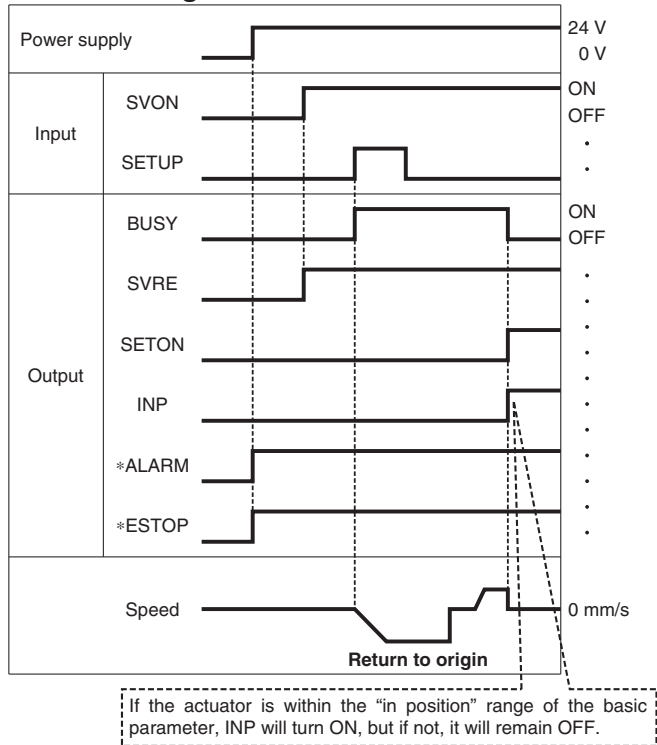 Power supply
24 V
0 V
Input
SVON
ON
OFF
SETUP
Output
BUSY
ON
OFF
SVRE
SETON
INP
*ALARM
*ESTOP
Speed
0 mm/s
Return to origin
If the actuator is within the “in position” range of the basic
parameter, INP will turn ON, but if not, it will remain OFF.